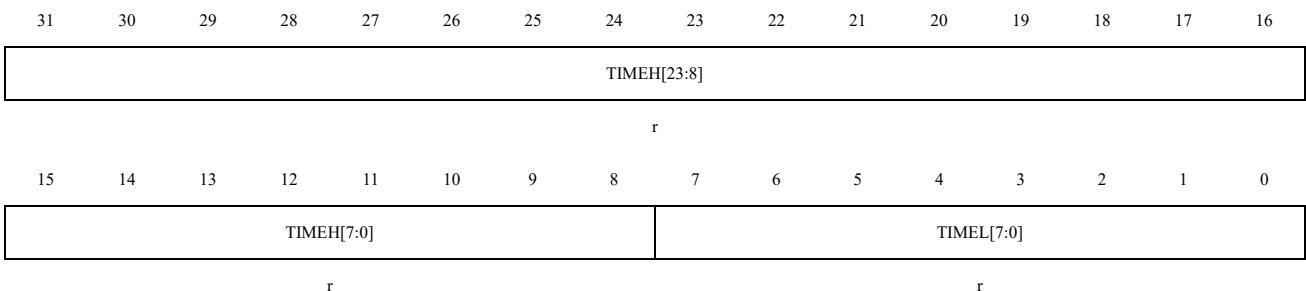 31 30 29 28 27 26 25 24 23 22 21 20 19 18 17 16
TIMEH[23:8]
r
15 14 13 12 11 10 9 8 7 6 5 4 3 2 1 0
TIMEH[7:0] TIMEL[7:0]
r r